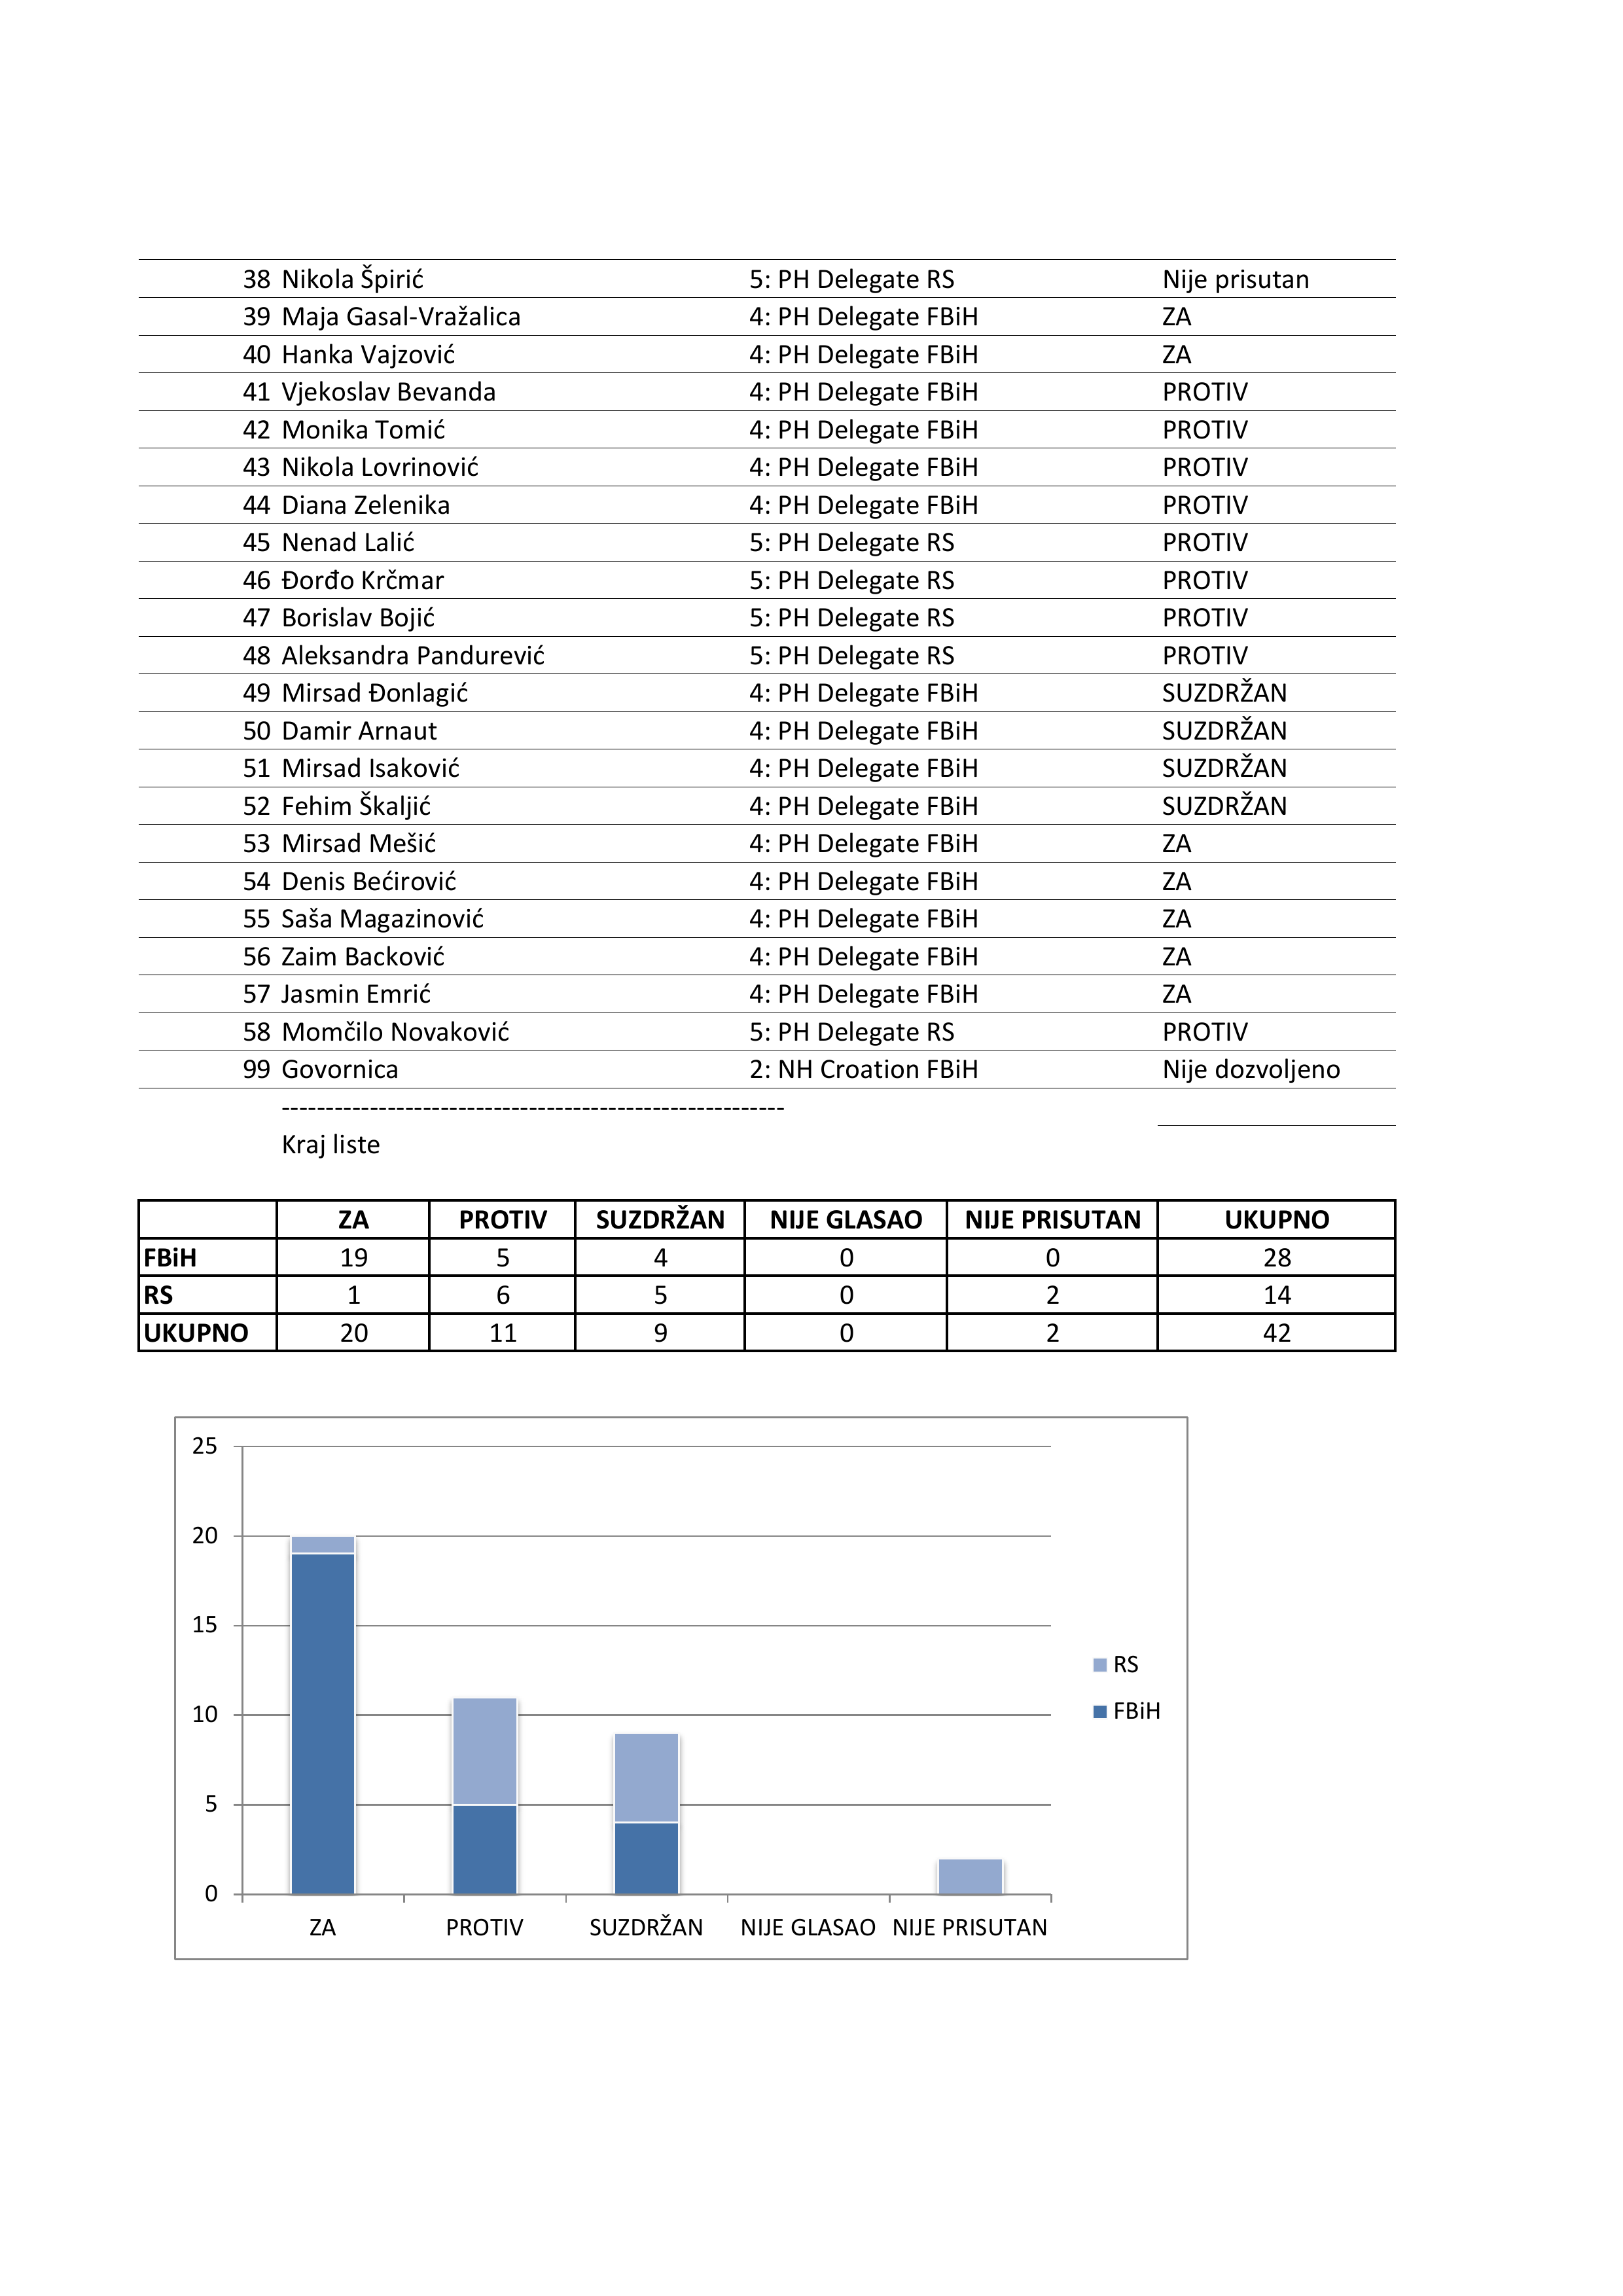 38 Nikola Špirić 5: PH Delegate RS Nije prisutan
39 Maja Gasal-Vražalica 4: PH Delegate FBiH ZA
40 Hanka Vajzović 4: PH Delegate FBiH ZA
41 Vjekoslav Bevanda 4: PH Delegate FBiH PROTIV
42 Monika Tomić 4: PH Delegate FBiH PROTIV
43 Nikola Lovrinović 4: PH Delegate FBiH PROTIV
44 Diana Zelenika 4: PH Delegate FBiH PROTIV
45 Nenad Lalić 5: PH Delegate RS PROTIV
46 Đorđo Krčmar 5: PH Delegate RS PROTIV
47 Borislav Bojić 5: PH Delegate RS PROTIV
48 Aleksandra Pandurević 5: PH Delegate RS PROTIV
49 Mirsad Đonlagić 4: PH Delegate FBiH SUZDRŽAN
50 Damir Arnaut 4: PH Delegate FBiH SUZDRŽAN
51 Mirsad Isaković 4: PH Delegate FBiH SUZDRŽAN
52 Fehim Škaljić 4: PH Delegate FBiH SUZDRŽAN
53 Mirsad Mešić 4: PH Delegate FBiH ZA
54 Denis Bećirović 4: PH Delegate FBiH ZA
55 Saša Magazinović 4: PH Delegate FBiH ZA
56 Zaim Backović 4: PH Delegate FBiH ZA
57 Jasmin Emrić 4: PH Delegate FBiH ZA
58 Momčilo Novaković 5: PH Delegate RS PROTIV
99 Govornica 2: NH Croation FBiH Nije dozvoljeno
---------------------------------------------------------
Kraj liste
ZA PROTIV SUZDRŽAN NIJE GLASAO NIJE PRISUTAN UKUPNO
FBiH 19 5 4 0 0 28
RS 1 6 5 0 2 14
UKUPNO 20 11 9 0 2 42
25
20
15
10
5
0
ZA PROTIV SUZDRŽAN NIJE GLASAO NIJE PRISUTAN
RS
FBiH